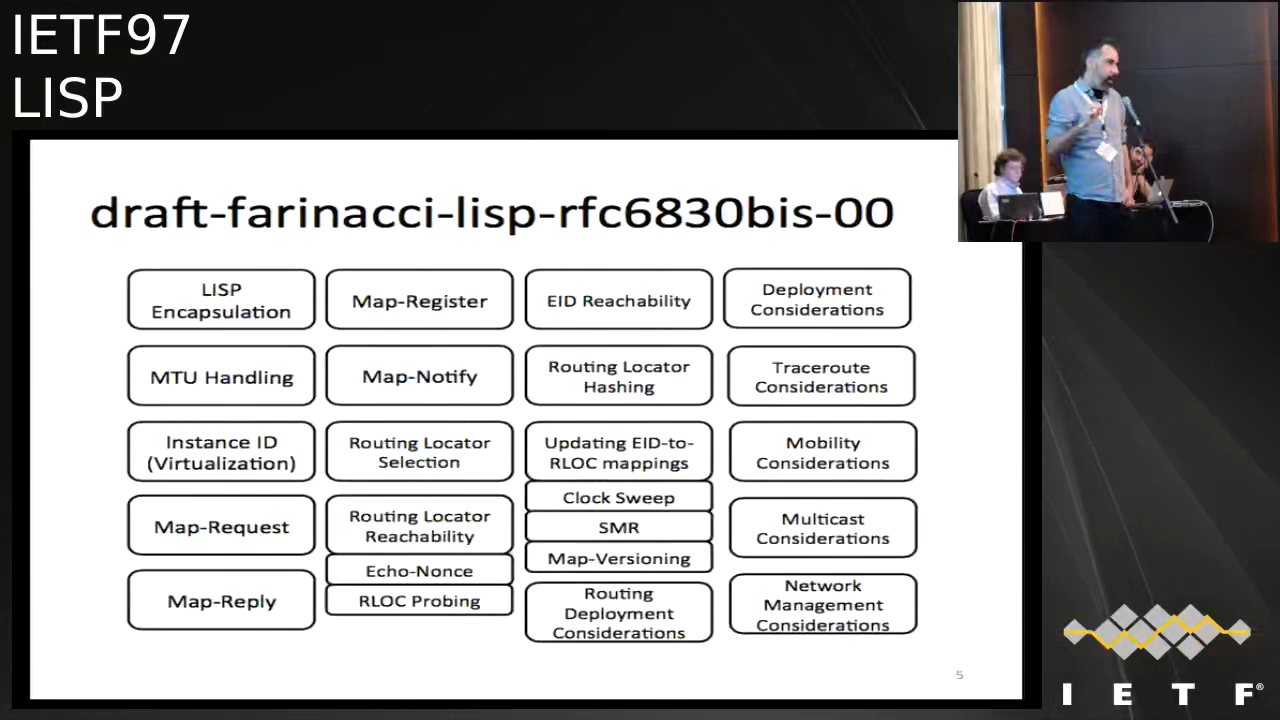 IETF97
LISP
draft-farinacci-lisp-rfc6830bis-00
LISP
Encapsulation
Map-Register
EID Reachability
Deployment
Considerations
MTU Handling
Map-Notify
Routing Locator
Hashing
Traceroute
Considerations
Instance ID
(Virtualization)
Routing Locator
Selection
Updating EID-to-
RLOC mappings
Mobility
Considerations
Clock Sweep
Map-Request
Routing Locator
Reachability
SMR
Multicast
Considerations
Map-Versioning
Echo-Nonce
Map-Reply
RLOC Probing
Routing
Deployment
Considerations
Network
Management
Considerations
5
I E T F®